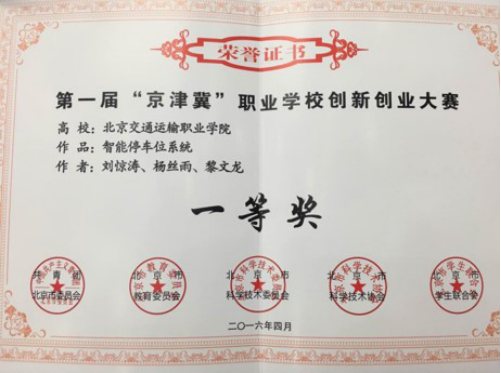 荣誉证书
第一届“京津冀”职业学校创新创业大赛
高校：北京交通运输职业学院
作品：智能停车位系统
作者：刘惊涛、杨丝雨、黎文龙
一等奖
共青团 北京市 北京市 北京市 北京市
北京市委员会 教育委员会 科学技术委员会 科学技术协会 学生联合会
二〇一六年四月